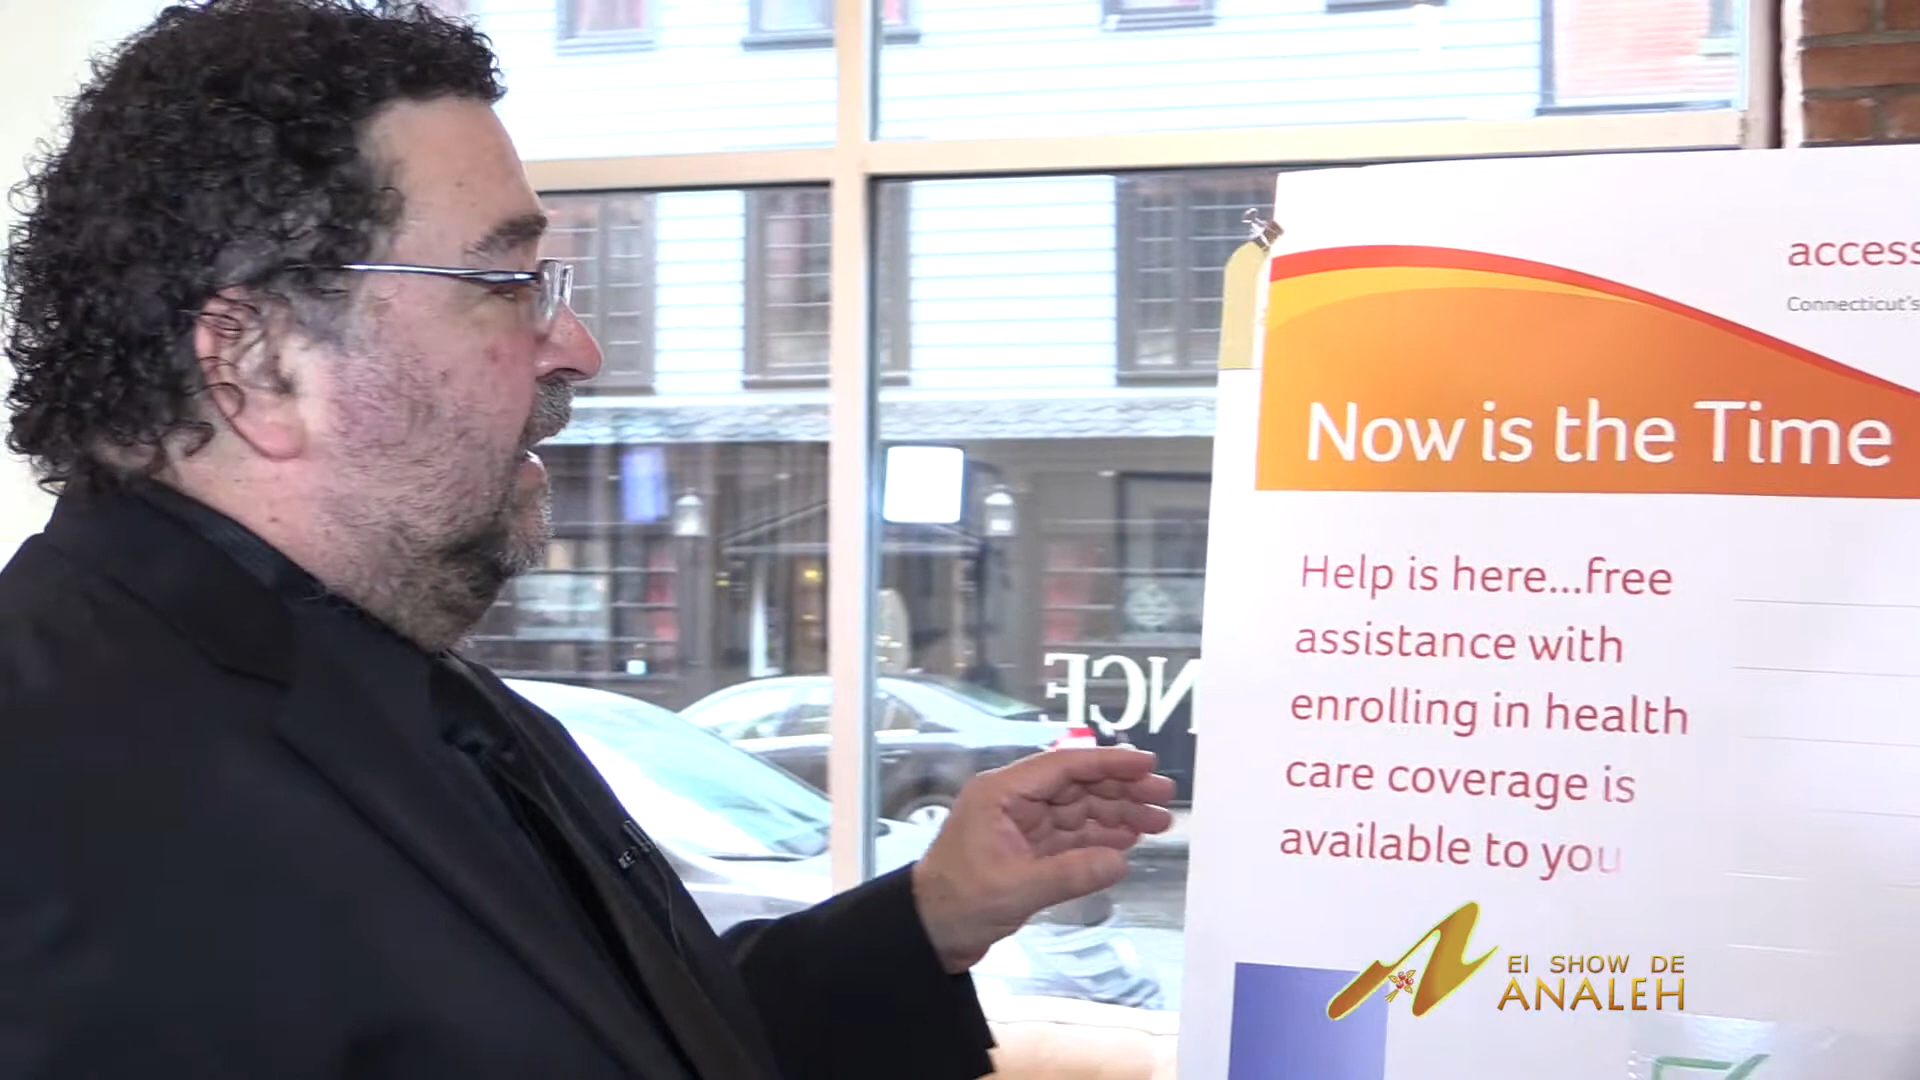 access
Connecticut's
Now is the Time
Help is here...free
assistance with
enrolling in health
care coverage is
available to you
NCE
El SHOW DE
ANALEH